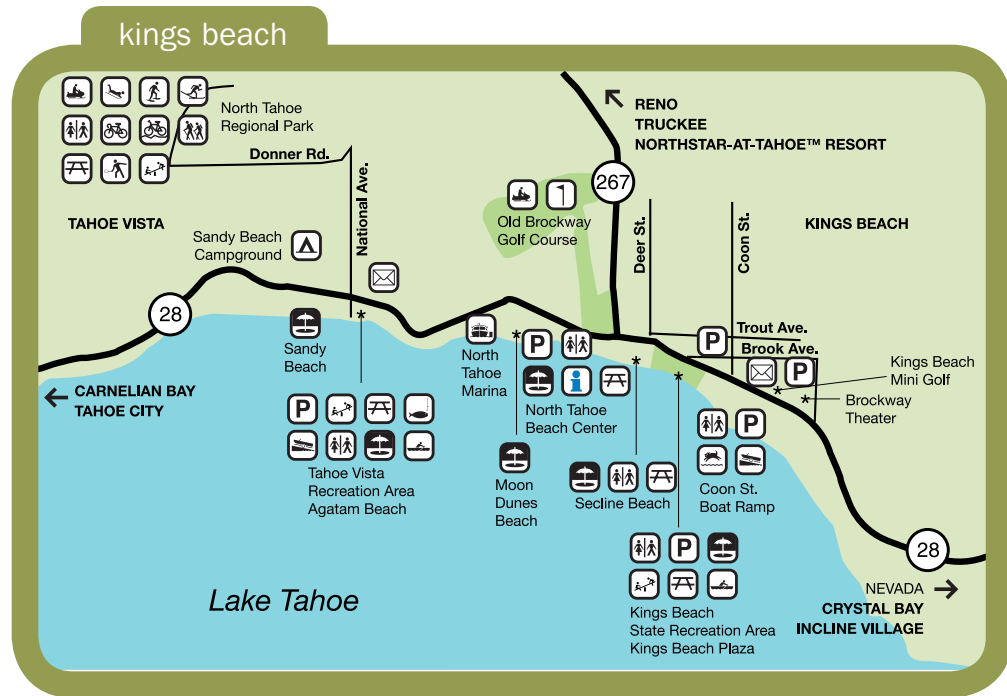 kings beach
North Tahoe
Regional Park
Donner Rd.
National Ave.
RENO
TRUCKEE
NORTHSTAR-AT-TAHOE™ RESORT
267
TAHOE VISTA
Old Brockway
Golf Course
Deer St.
Coon St.
KINGS BEACH
Sandy Beach
Campground
28
Sandy
Beach
North
Tahoe
Marina
P
i
North Tahoe
Beach Center
P
Trout Ave.
Brook Ave.
P
Kings Beach
Mini Golf
Brockway
Theater
CARNELIAN BAY
TAHOE CITY
P
Tahoe Vista
Recreation Area
Agatam Beach
Moon
Dunes
Beach
Secline Beach
P
Coon St.
Boat Ramp
P
Kings Beach
State Recreation Area
Kings Beach Plaza
28
NEVADA
CRYSTAL BAY
INCLINE VILLAGE
Lake Tahoe